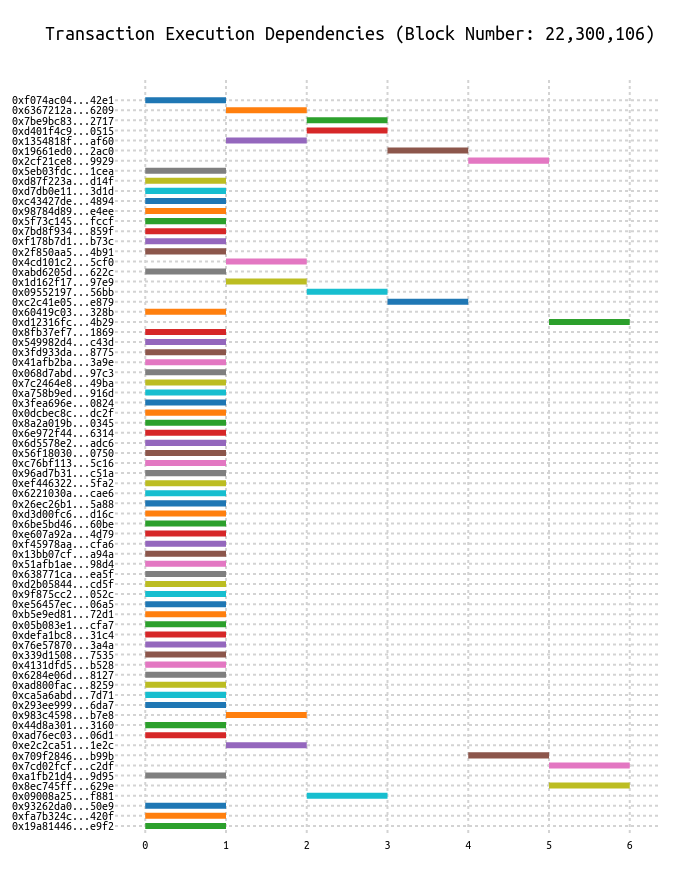 Transaction Execution Dependencies (Block Number: 22,300,106)
0xf074ac04...42e1
0x6367212a...6209
0x7be9bc83...2717
0xd401f4c9...0515
0x1354818f...af60
0x19661ed0...2ac0
0x2cf21ce8...9929
0x5eb03fdc...1cea
0xd87f223a...d14f
0xd7db0e11...3d1d
0xc43427de...4894
0x98784d89...e4ee
0x5f73c145...fccf
0x7bd8f934...859f
0xf178b7d1...b73c
0x2f850aa5...4b91
0x4cd101c2...5cf0
0xabd6205d...622c
0x1d162f17...97e9
0x09552197...56bb
0xc2c41e05...e879
0x60419c03...328b
0xd12316fc...4b29
0x8fb37ef7...1869
0x549982d4...c43d
0x3fd933da...8775
0x41afb2ba...3a9e
0x068d7abd...97c3
0x7c2464e8...49ba
0xa758b9ed...916d
0x3fea696e...0824
0x0dcbec8c...dc2f
0x8a2a019b...0345
0x6e972f44...6314
0x6d5578e2...adc6
0x56f18030...0750
0xc76bf113...5c16
0x96ad7b31...c51a
0xef446322...5fa2
0x6221030a...cae6
0x26ec26b1...5a88
0xd3d00fc6...d16c
0x6be5bd46...60be
0xe607a92a...4d79
0xf45978aa...cfa6
0x13bb07cf...a94a
0x51afb1ae...98d4
0x638771ca...ea5f
0xd2b05844...cd5f
0x9f875cc2...052c
0xe56457ec...06a5
0xb5e9ed81...72d1
0x05b083e1...cfa7
0xdefa1bc8...31c4
0x76e57870...3a4a
0x339d1508...7535
0x4131dfd5...b528
0x6284e06d...8127
0xad800fac...8259
0xca5a6abd...7d71
0x293ee999...6da7
0x983c4598...b7e8
0x44d8a301...3160
0xad76ec03...06d1
0xe2c2ca51...1e2c
0x709f2846...b99b
0x7cd02fcf...c2df
0xa1fb21d4...9d95
0x8ec745ff...629e
0x09008a25...f881
0x93262da0...50e9
0xfa7b324c...420f
0x19a81446...e9f2
0 1 2 3 4 5 6